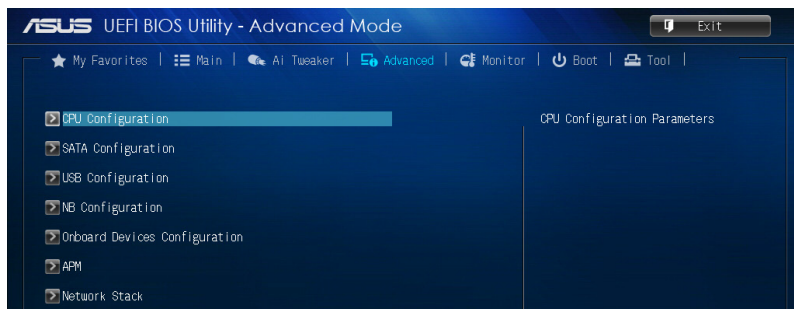 ASUS UEFI BIOS Utility - Advanced Mode
Exit
My Favorites | Main | Ai Tweaker | Advanced | Monitor | Boot | Tool |
CPU Configuration
CPU Configuration Parameters
SATA Configuration
USB Configuration
NB Configuration
Onboard Devices Configuration
APM
Network Stack